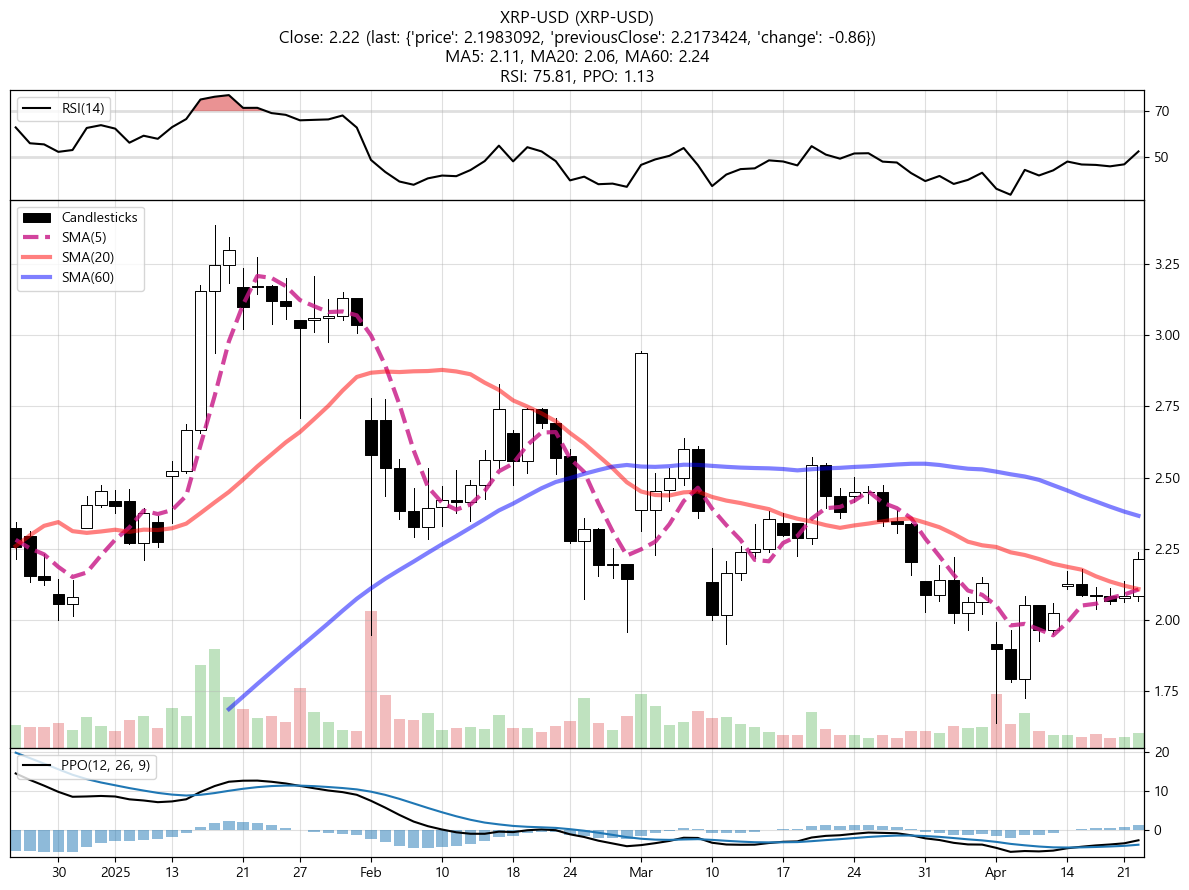 XRP-USD (XRP-USD)
Close: 2.22 (last: {'price': 2.1983092, 'previousClose': 2.2173424, 'change': -0.86})
MA5: 2.11, MA20: 2.06, MA60: 2.24
RSI: 75.81, PPO: 1.13
RSI(14)
70
50
Candlesticks
SMA(5)
SMA(20)
SMA(60)
3.25
3.00
2.75
2.50
2.25
2.00
1.75
PPO(12, 26, 9)
20
10
0
30 2025 13 21 27 Feb 10 18 24 Mar 10 17 24 31 Apr 14 21